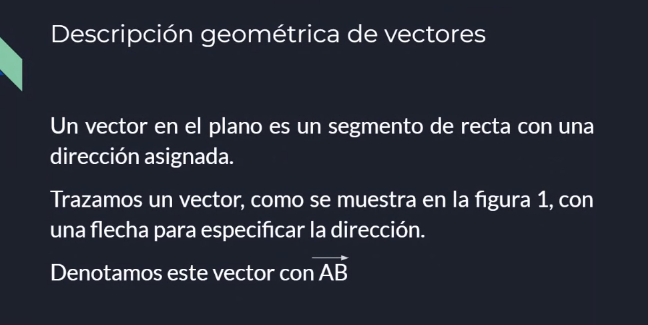 Descripción geométrica de vectores
Un vector en el plano es un segmento de recta con una
dirección asignada.
Trazamos un vector, como se muestra en la figura 1, con
una flecha para especificar la dirección.
Denotamos este vector con AB